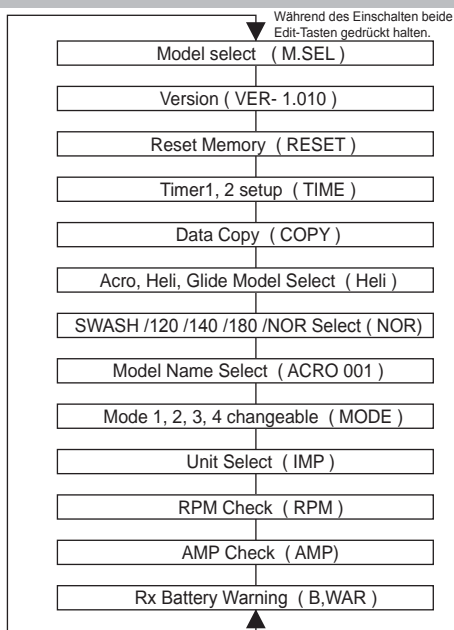 Während des Einschalten beide
Edit-Tasten gedrückt halten.
Model select ( M.SEL )
Version ( VER- 1.010 )
Reset Memory ( RESET )
Timer1, 2 setup ( TIME )
Data Copy ( COPY )
Acro, Heli, Glide Model Select ( Heli )
SWASH /120 /140 /180 /NOR Select ( NOR)
Model Name Select ( ACRO 001 )
Mode 1, 2, 3, 4 changeable ( MODE )
Unit Select ( IMP )
RPM Check ( RPM )
AMP Check ( AMP)
Rx Battery Warning ( B,WAR )